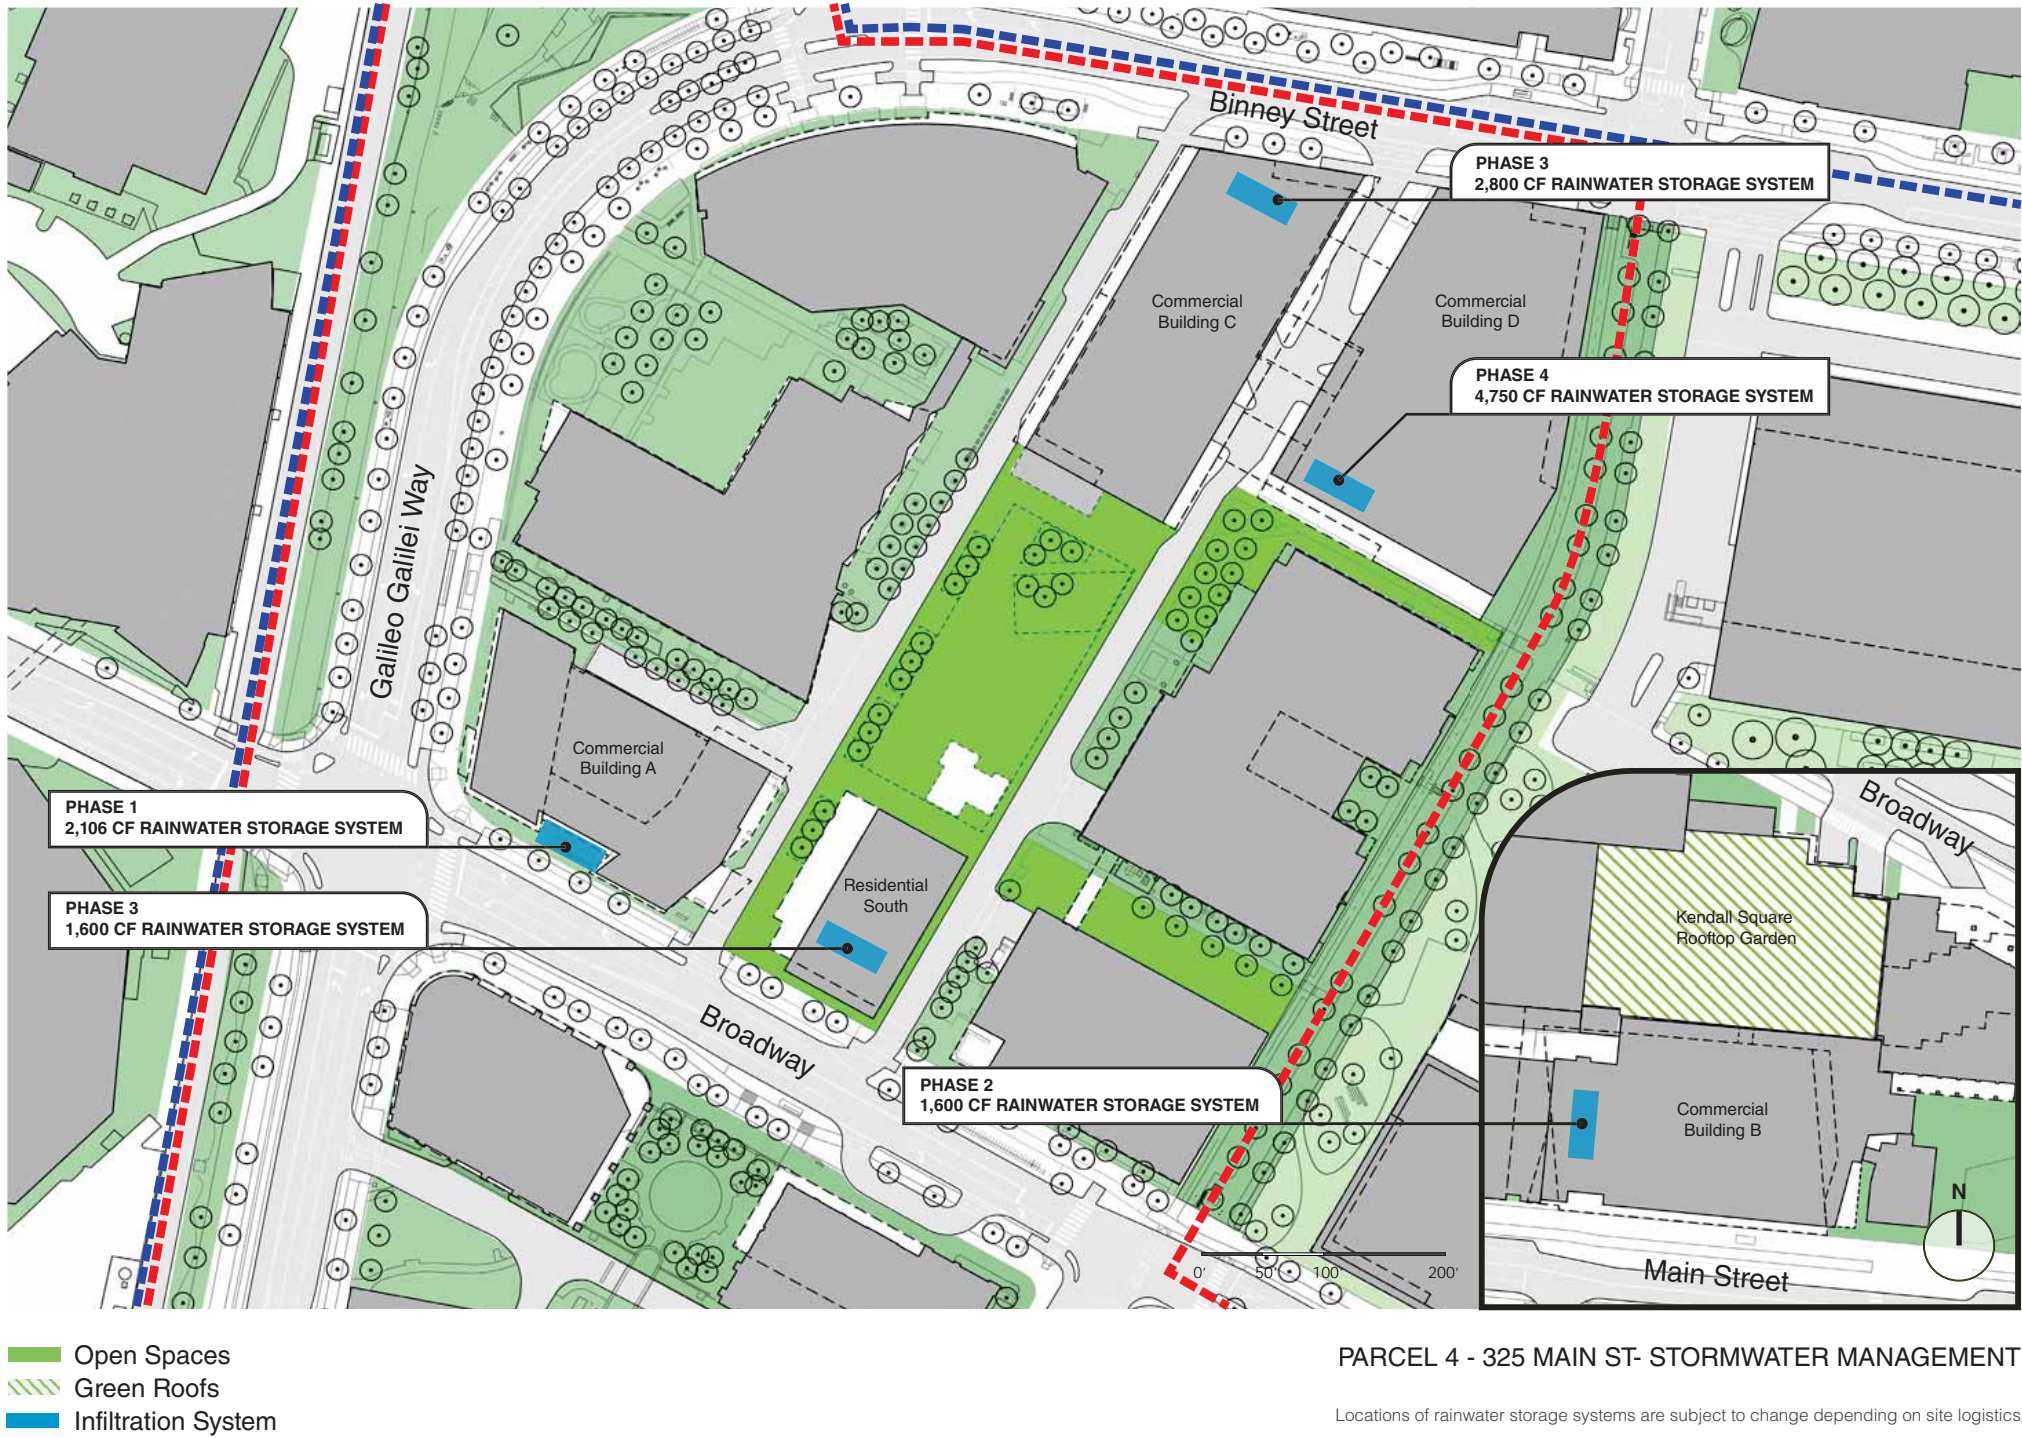 Binney Street
PHASE 3
2,800 CF RAINWATER STORAGE SYSTEM
Commercial
Building C
Commercial
Building D
PHASE 4
4,750 CF RAINWATER STORAGE SYSTEM
Galileo Galilei Way
Commercial
Building A
PHASE 1
2,106 CF RAINWATER STORAGE SYSTEM
Residential
South
PHASE 3
1,600 CF RAINWATER STORAGE SYSTEM
Broadway
Kendall Square
Rooftop Garden
Broadway
PHASE 2
1,600 CF RAINWATER STORAGE SYSTEM
Commercial
Building B
N
Main Street
0' 50' 100' 200'
Open Spaces
Green Roofs
Infiltration System
PARCEL 4 - 325 MAIN ST- STORMWATER MANAGEMENT
Locations of rainwater storage systems are subject to change depending on site logistics